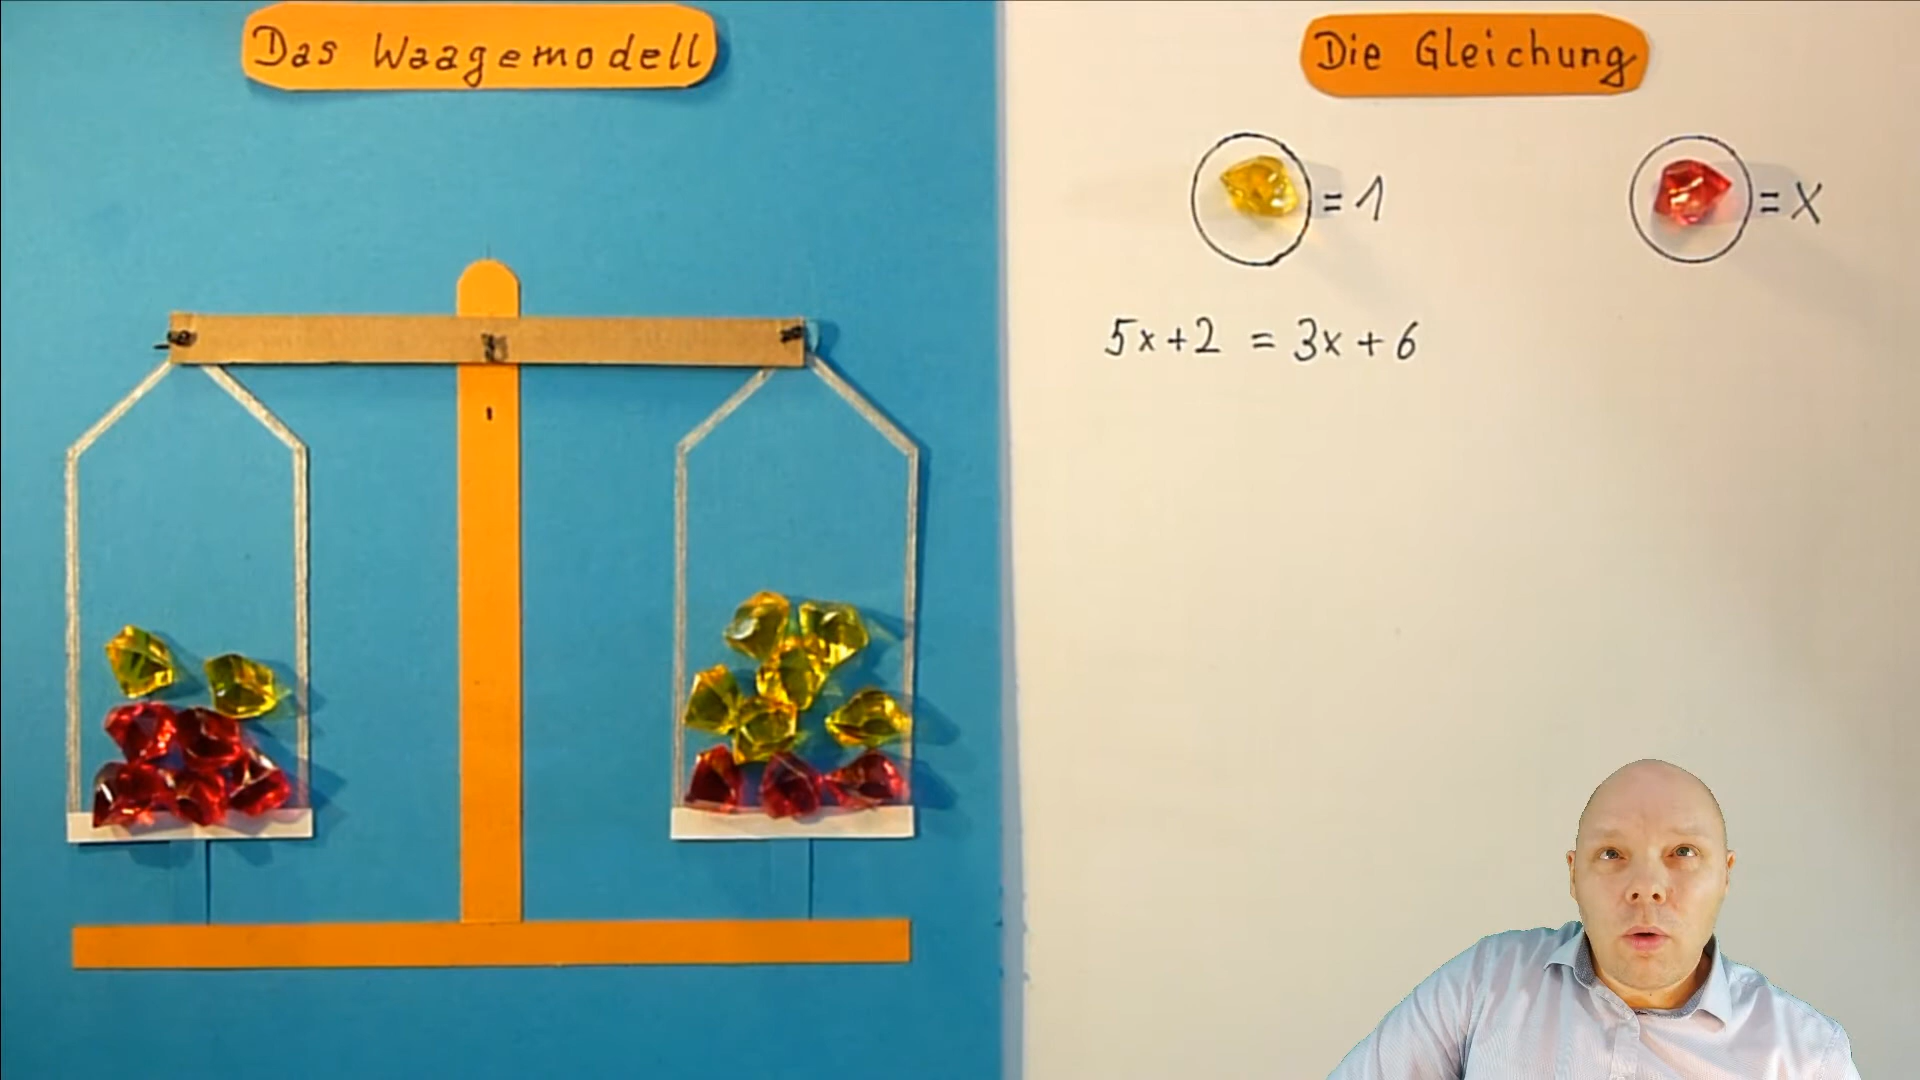 Das Waagemodell
Die Gleichung
= 1
= x
5x+2 = 3x+6